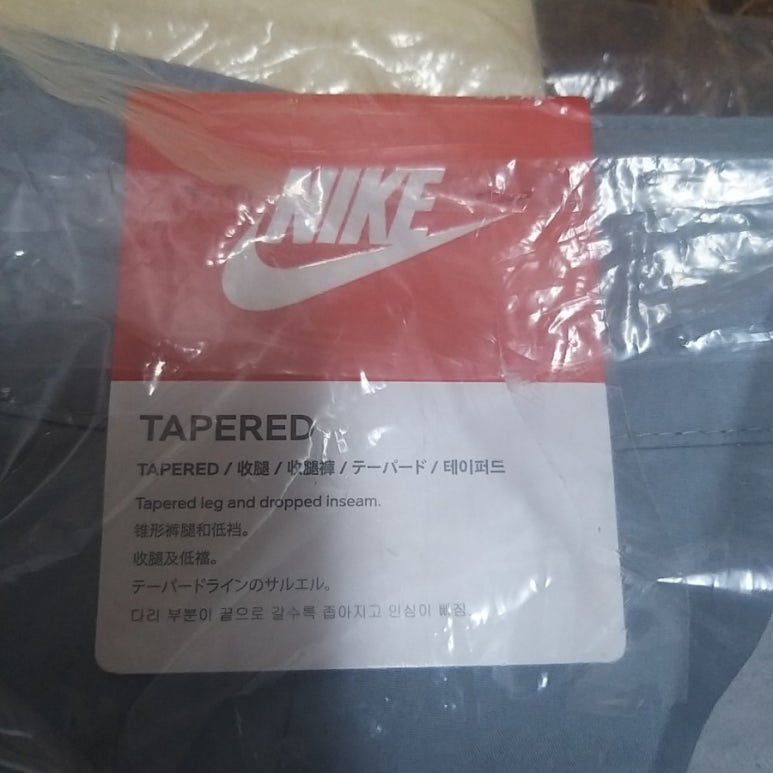 NIKE
TAPERED
TAPERED / 收腿 / 收腿褲 / テーパード / 테이퍼드
Tapered leg and dropped inseam.
锥形裤腿和低裆。
收腿及低襠。
テーパードラインのサルエル。
다리 부분이 끝으로 갈수록 좁아지고 인심이